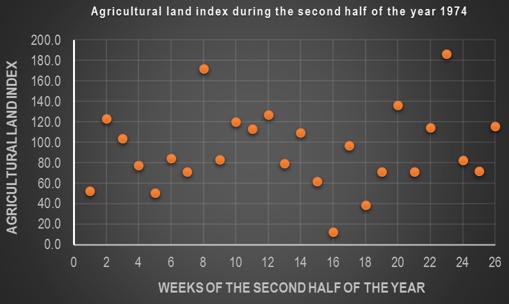 Agricultural land index during the second half of the year 1974
200.0
180.0
160.0
140.0
120.0
100.0
80.0
60.0
40.0
20.0
0.0
AGRICULTURAL LAND INDEX
0 2 4 6 8 10 12 14 16 18 20 22 24 26
WEEKS OF THE SECOND HALF OF THE YEAR